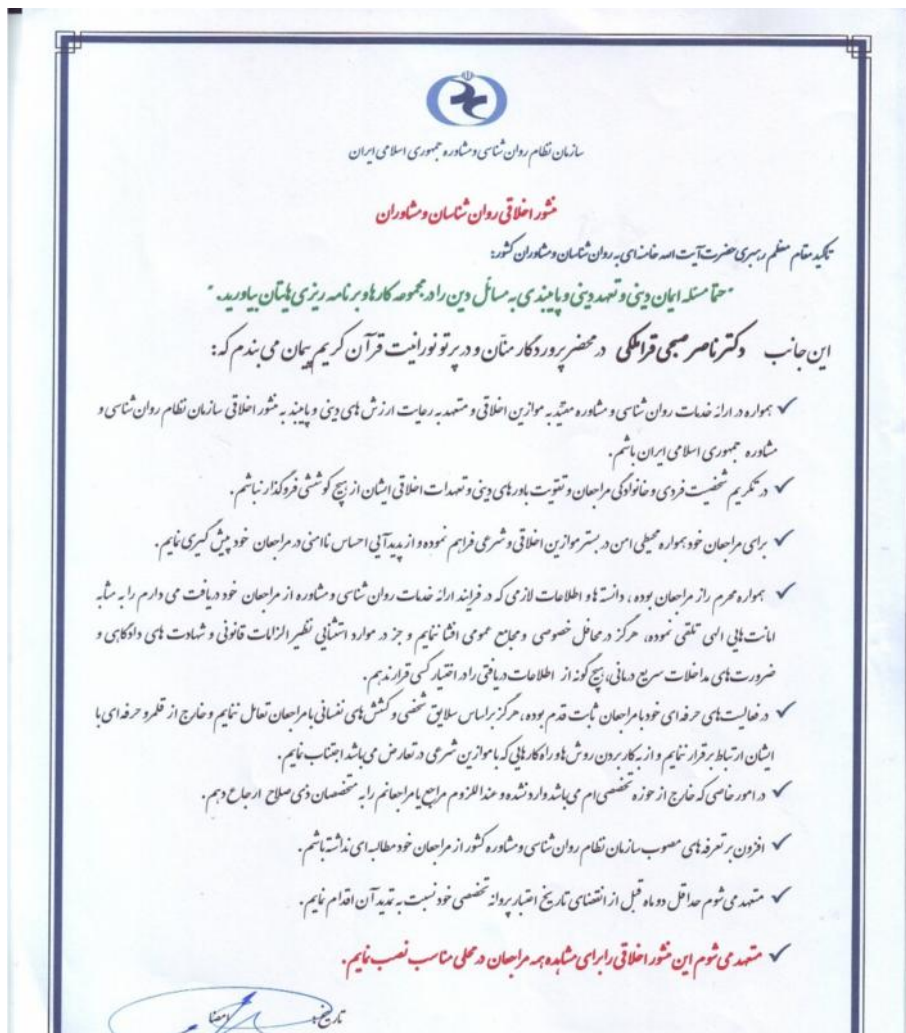 سازمان نظام روان شناسی و مشاوره جمهوری اسلامی ایران
منشور اخلاقی روان شناسان و مشاوران
تاکید مقام معظم رهبری حضرت آیت الله خامنه ای به روان شناسان و مشاوران کشور:
"حتما مسئله ایمان دینی و تعهد دینی و پایبندی به مسائل دین را در مجموعه کارها و برنامه ریزی هایتان بیاورید."
این جانب دکتر ناصر صبحی قراملکی در محضر پروردگار منّان و در پرتو نورانیت قرآن کریم پیمان می بندم که:
✓ همواره در ارائه خدمات روان شناسی و مشاوره مقیّد به موازین اخلاقی و متعهد به رعایت ارزش های دینی و پایبند به منشور اخلاقی سازمان نظام روان شناسی و
مشاوره جمهوری اسلامی ایران باشم.
✓ در تکریم شخصیت فردی و خانوادگی مراجعان و تقویت باورهای دینی و تعهدات اخلاقی ایشان از هیچ کوششی فروگذار نباشم.
✓ برای مراجعان خود همواره محیطی امن در بستر موازین اخلاقی و شرعی فراهم نموده و از پدیدآیی احساس ناامنی در مراجعان خود پیش گیری نمایم.
✓ همواره محرم راز مراجعان بوده، دانسته ها و اطلاعات لازمی که در فرایند ارائه خدمات روان شناسی و مشاوره از مراجعان خود دریافت می دارم را به مثابه
امانت هایی الهی تلقی نموده، هرگز در محافل خصوصی و مجامع عمومی افشا ننمایم و جز در موارد استثنایی نظیر الزامات قانونی و شهادت های دادگاهی و
ضرورت های مداخلات سریع درمانی، هیچ گونه از اطلاعات دریافتی را در اختیار کسی قرار ندهم.
✓ در فعالیت های حرفه ای خود با مراجعان ثابت قدم بوده، هرگز براساس سلایق شخصی و کشش های نفسانی با مراجعان تعامل ننمایم و خارج از قلمرو حرفه ای با
ایشان ارتباط برقرار ننمایم و از به کار بردن روش ها و راه کارهایی که با موازین شرعی در تعارض می باشد اجتناب نمایم.
✓ در امور خاصی که خارج از حوزه تخصصی ام می باشد وارد نشده و عنداللزوم مراجع یا مراجعانم را به متخصصان ذی صلاح ارجاع دهم.
✓ افزون بر تعرفه های مصوب سازمان نظام روان شناسی و مشاوره کشور از مراجعان خود مطالبه ای نداشته باشم.
✓ متعهد می شوم حداقل دو ماه قبل از انقضای تاریخ اعتبار پروانه تخصصی خود نسبت به تمدید آن اقدام نمایم.
✓ متعهد می شوم این منشور اخلاقی را برای مشاهده همه مراجعان در محلی مناسب نصب نمایم.
تاریخ: امضا